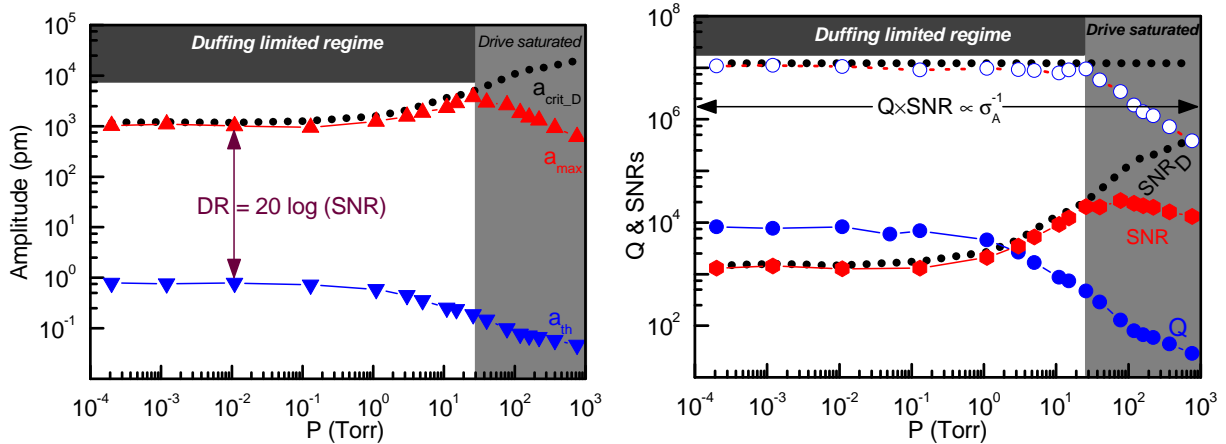 Duffing limited regime
Drive saturated
10^5
10^4
10^3
10^2
10^1
10^0
10^-1
Amplitude (pm)
a_crit_D
a_max
DR = 20 log (SNR)
a_th
10^-4
10^-3
10^-2
10^-1
10^0
10^1
10^2
10^3
P (Torr)
Duffing limited regime
Drive saturated
10^8
10^6
10^4
10^2
Q & SNRs
Q×SNR ∝ σ_A^-1
SNR_D
SNR
Q
10^-4
10^-3
10^-2
10^-1
10^0
10^1
10^2
10^3
P (Torr)